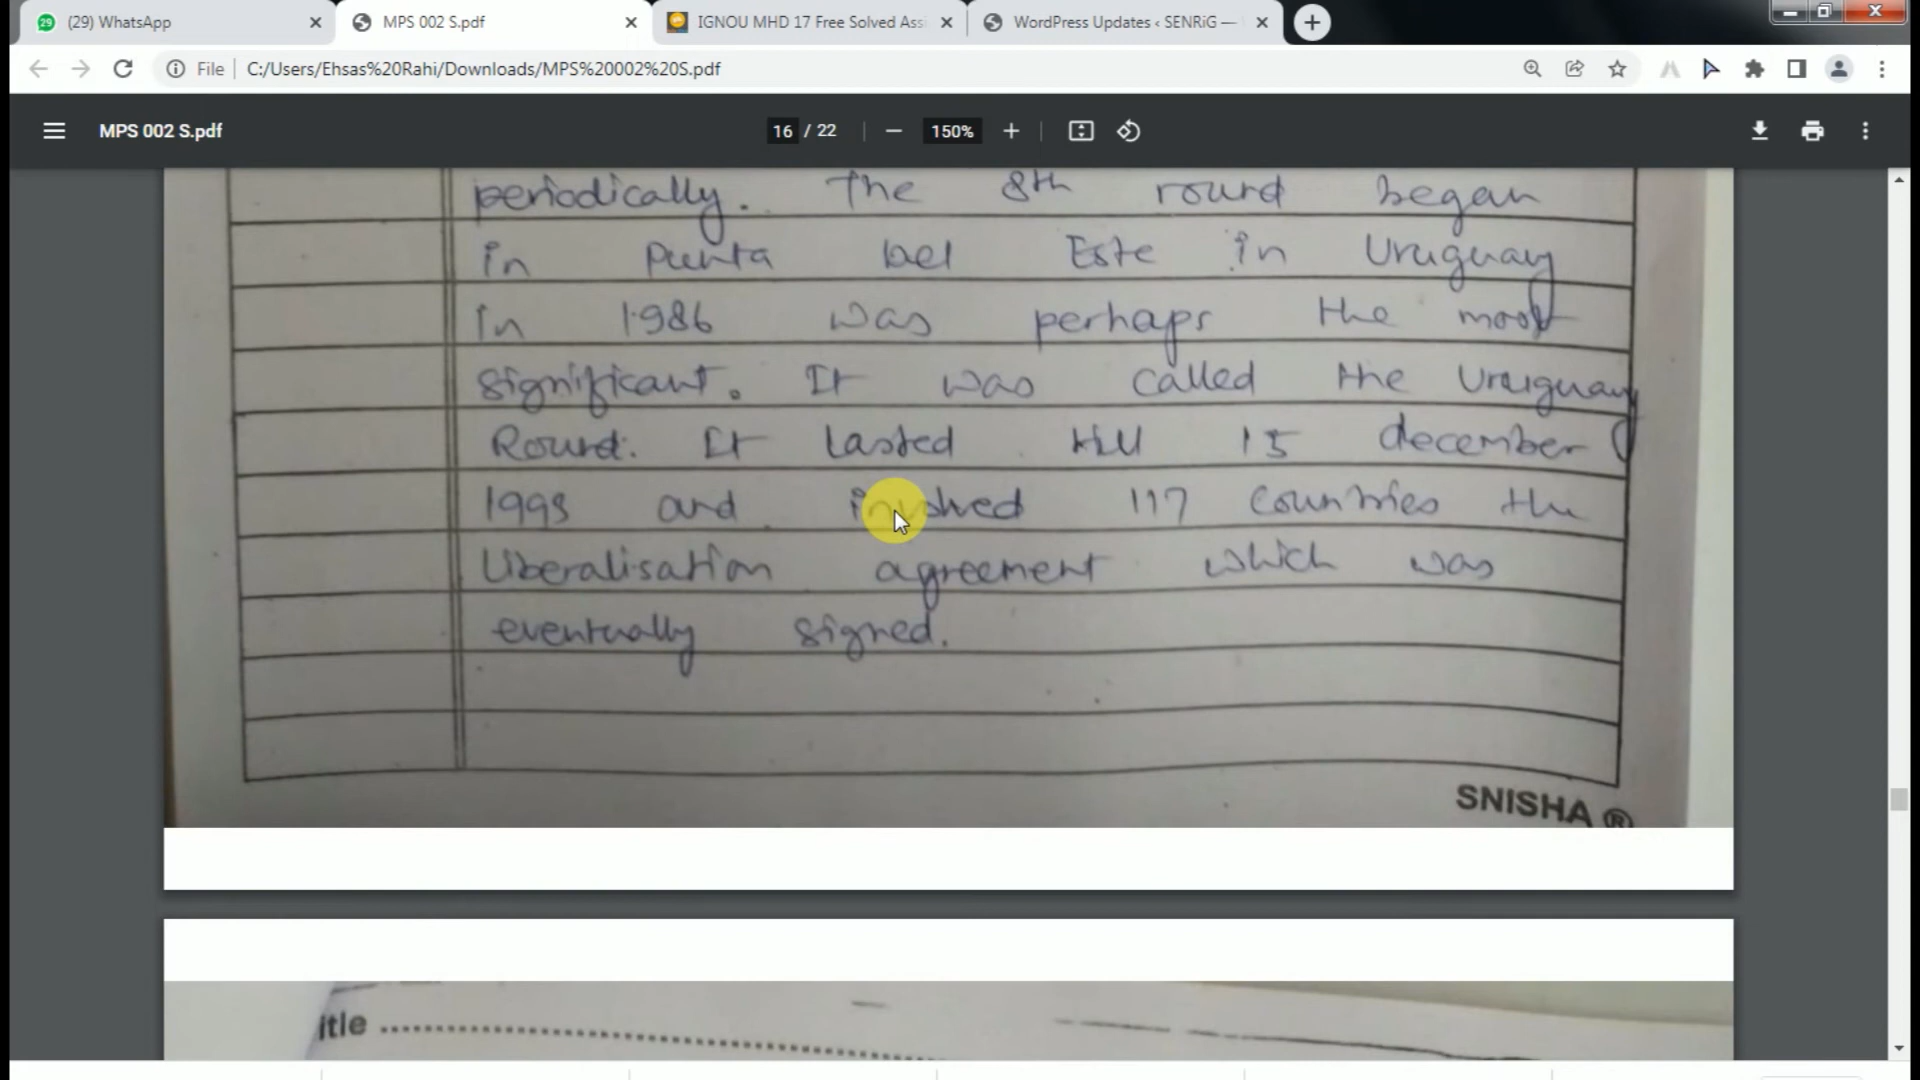 (29) WhatsApp
MPS 002 S.pdf
IGNOU MHD 17 Free Solved Assi
WordPress Updates ‹ SENRiG —
File
C:/Users/Ehsas%20Rahi/Downloads/MPS%20002%20S.pdf
MPS 002 S.pdf
16 / 22
150%
periodically. The 8th round began
in Punta del Este in Uruguay
in 1986 was perhaps the most
significant. It was called the Uruguay
Round. It lasted till 15 december
1993 and involved 117 countries the
liberalisation agreement which was
eventually signed.
SNISHA ®
itle